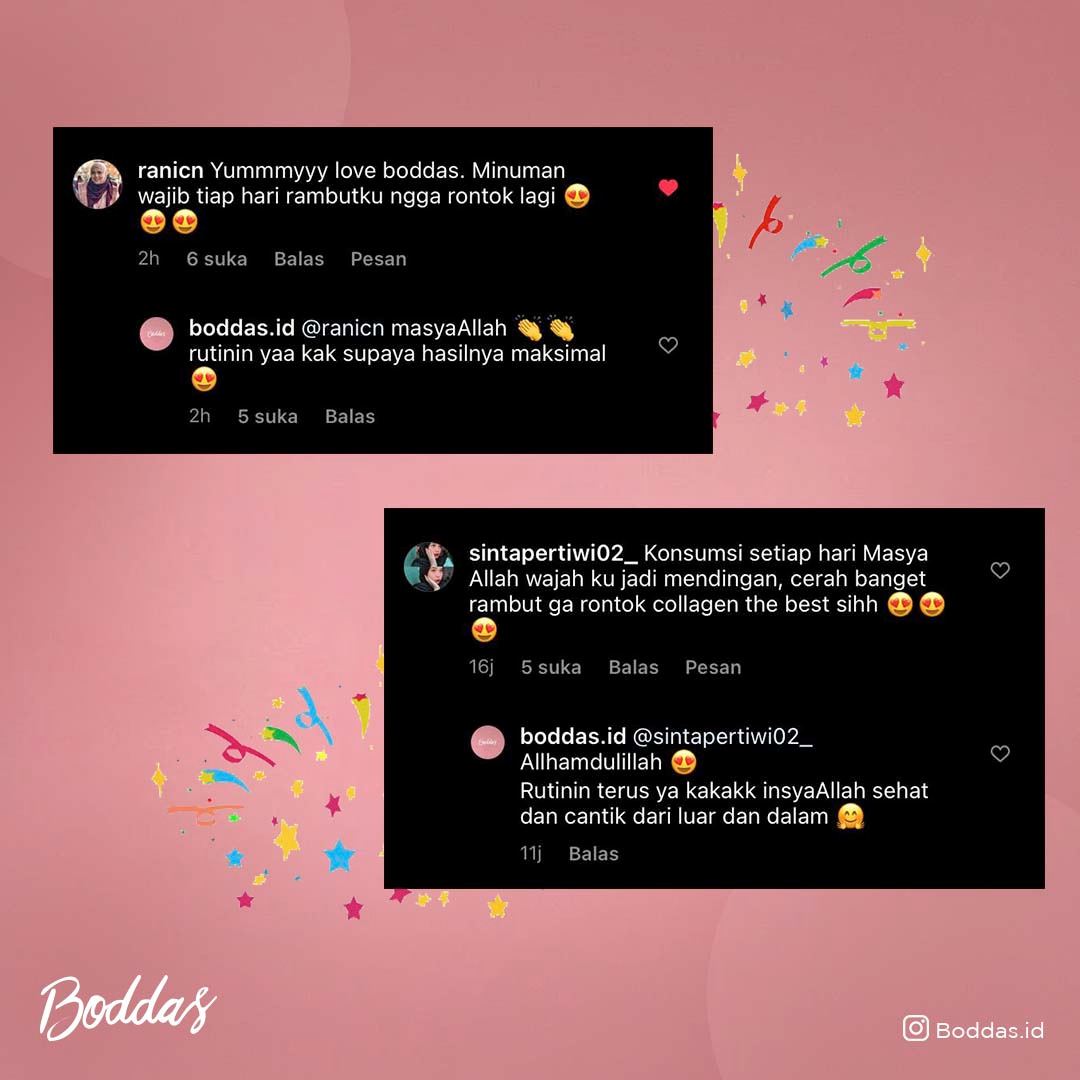 ranicn Yummmyyy love boddas. Minuman
wajib tiap hari rambutku ngga rontok lagi 😍
😍😍
2h 6 suka Balas Pesan
boddas.id @ranicn masyaAllah 👏👏
rutinin yaa kak supaya hasilnya maksimal
😍
2h 5 suka Balas
sintapertiwi02_ Konsumsi setiap hari Masya
Allah wajah ku jadi mendingan, cerah banget
rambut ga rontok collagen the best sihh 😍😍
😍
16j 5 suka Balas Pesan
boddas.id @sintapertiwi02_
Allhamdulillah 😍
Rutinin terus ya kakakk insyaAllah sehat
dan cantik dari luar dan dalam 🤗
11j Balas
Boddas
Boddas.id